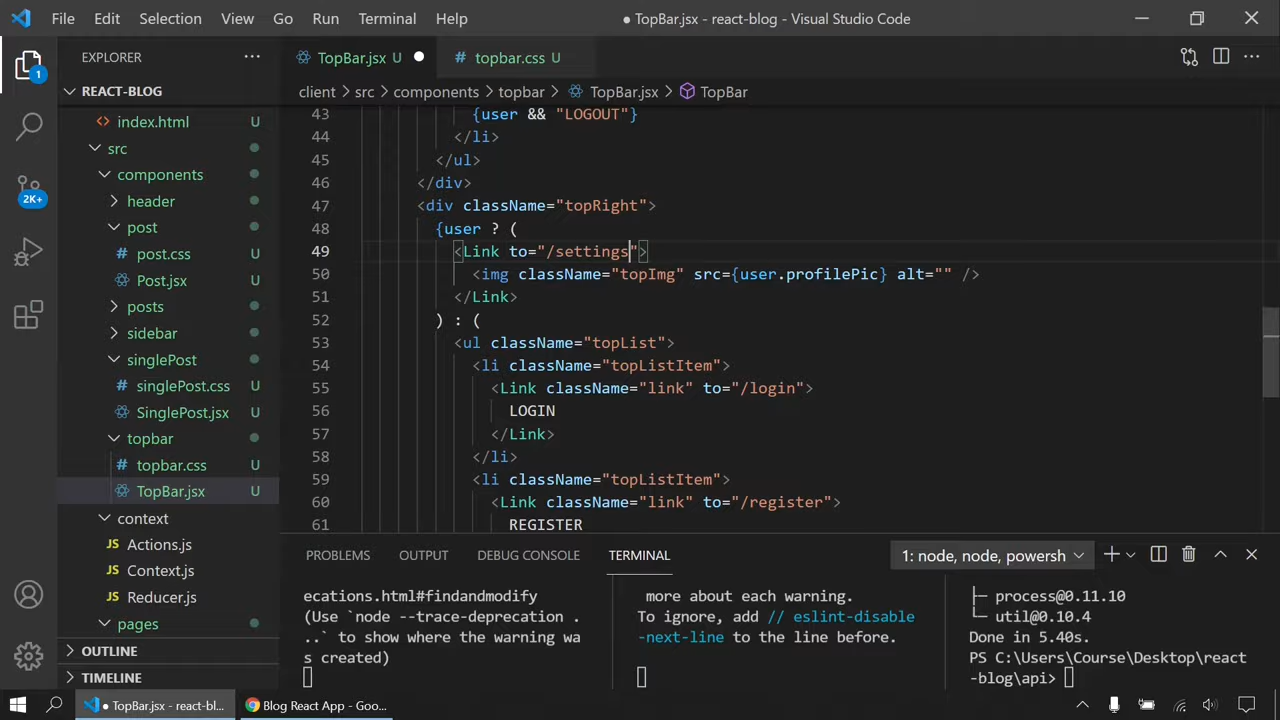 File Edit Selection View Go Run Terminal Help ● TopBar.jsx - react-blog - Visual Studio Code
EXPLORER
REACT-BLOG
index.html U
src
components
header
post
post.css U
Post.jsx U
posts
sidebar
singlePost
singlePost.css U
SinglePost.jsx U
topbar
topbar.css U
TopBar.jsx U
context
Actions.js
Context.js
Reducer.js
pages
OUTLINE
TIMELINE
1
2K+
TopBar.jsx U ● topbar.css U
client > src > components > topbar > TopBar.jsx > TopBar
43 {user && "LOGOUT"}
44 </li>
45 </ul>
46 </div>
47 <div className="topRight">
48 {user ? (
49 <Link to="/settings">
50 <img className="topImg" src={user.profilePic} alt="" />
51 </Link>
52 ) : (
53 <ul className="topList">
54 <li className="topListItem">
55 <Link className="link" to="/login">
56 LOGIN
57 </Link>
58 </li>
59 <li className="topListItem">
60 <Link className="link" to="/register">
61 REGISTER
PROBLEMS OUTPUT DEBUG CONSOLE TERMINAL 1: node, node, powersh
ecations.html#findandmodify
(Use `node --trace-deprecation .
..` to show where the warning wa
s created)
more about each warning.
To ignore, add // eslint-disable
-next-line to the line before.
├─ process@0.11.10
└─ util@0.10.4
Done in 5.40s.
PS C:\Users\Course\Desktop\react
-blog\api>
● TopBar.jsx - react-bl... Blog React App - Goo...